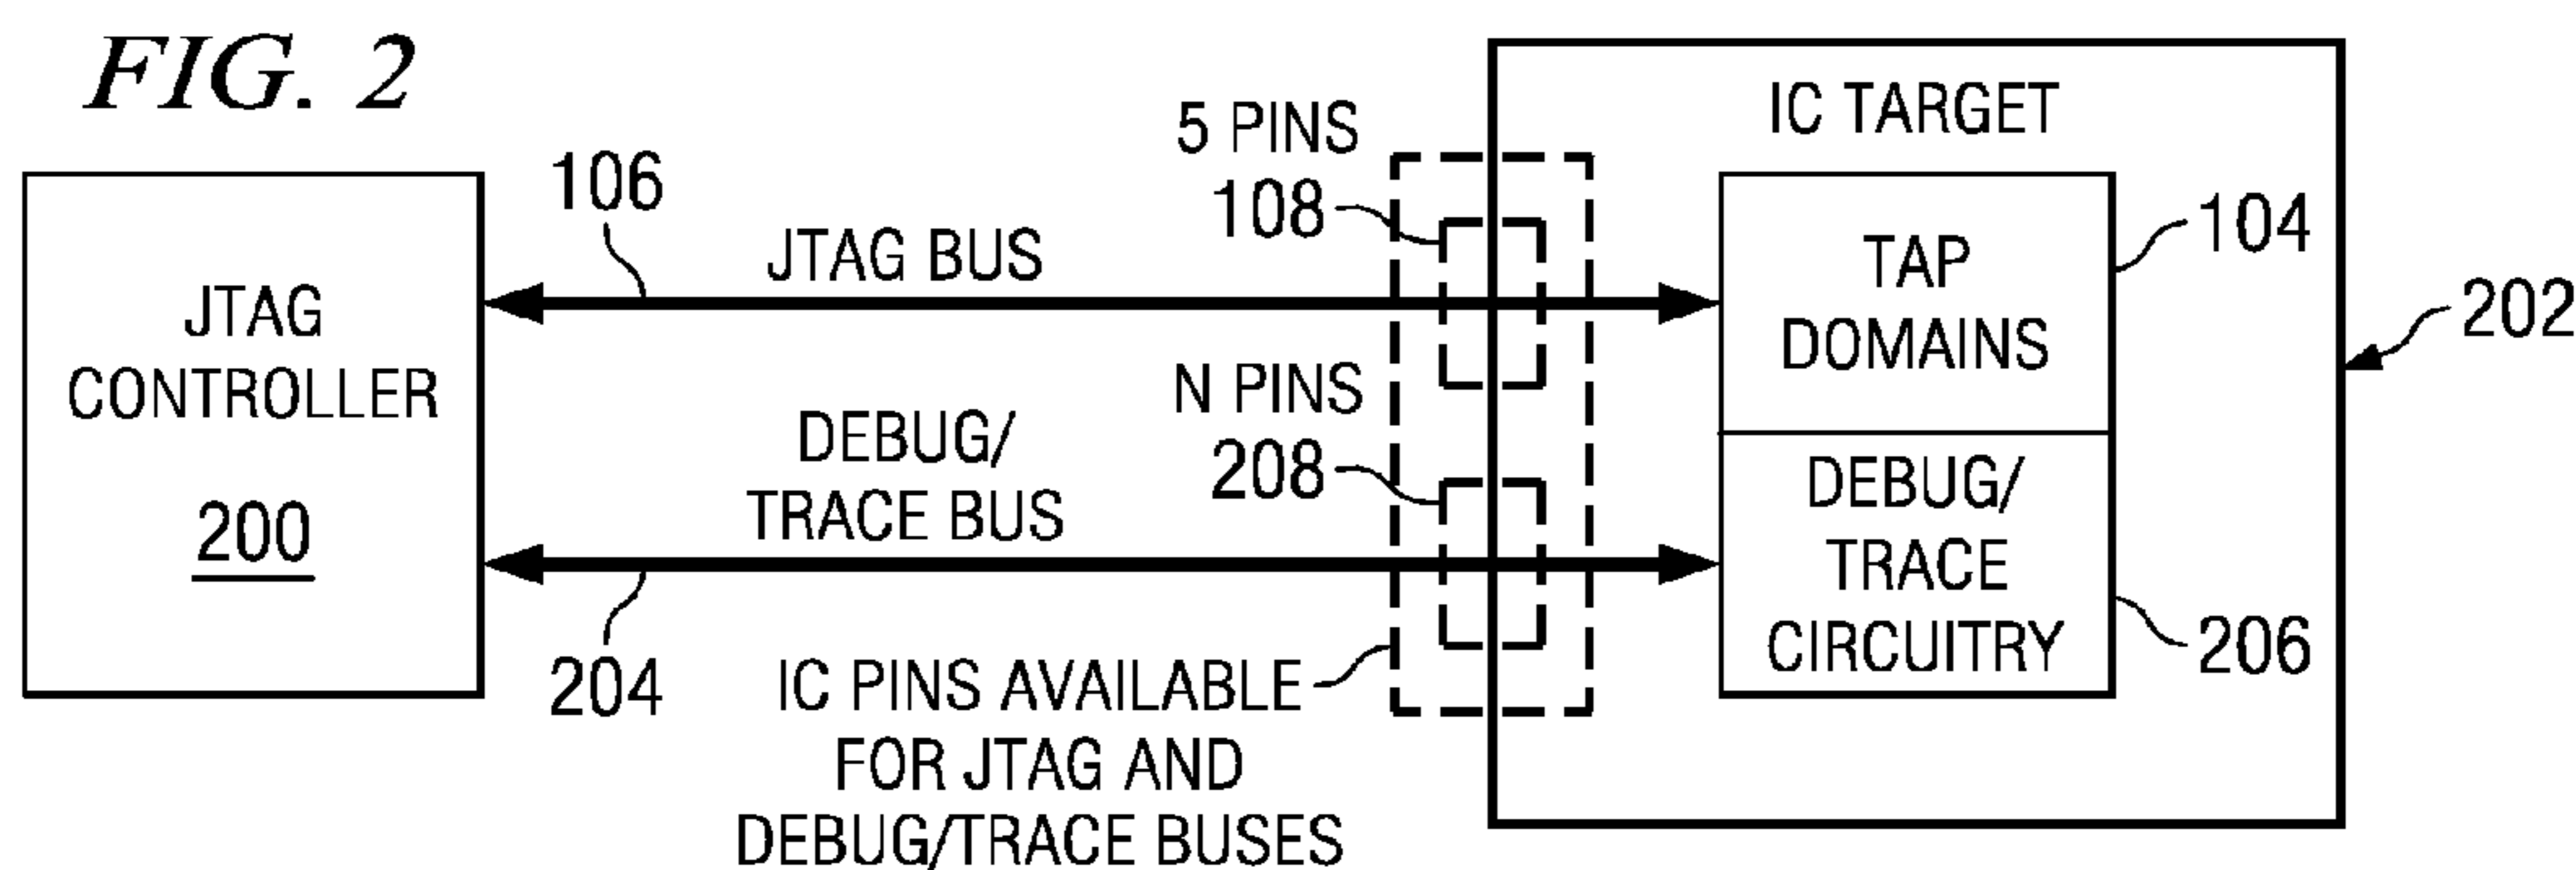 FIG. 2
JTAG
CONTROLLER
200
106
JTAG BUS
DEBUG/
TRACE BUS
204
5 PINS
108
N PINS
208
IC PINS AVAILABLE
FOR JTAG AND
DEBUG/TRACE BUSES
IC TARGET
TAP
DOMAINS
104
DEBUG/
TRACE
CIRCUITRY
206
202